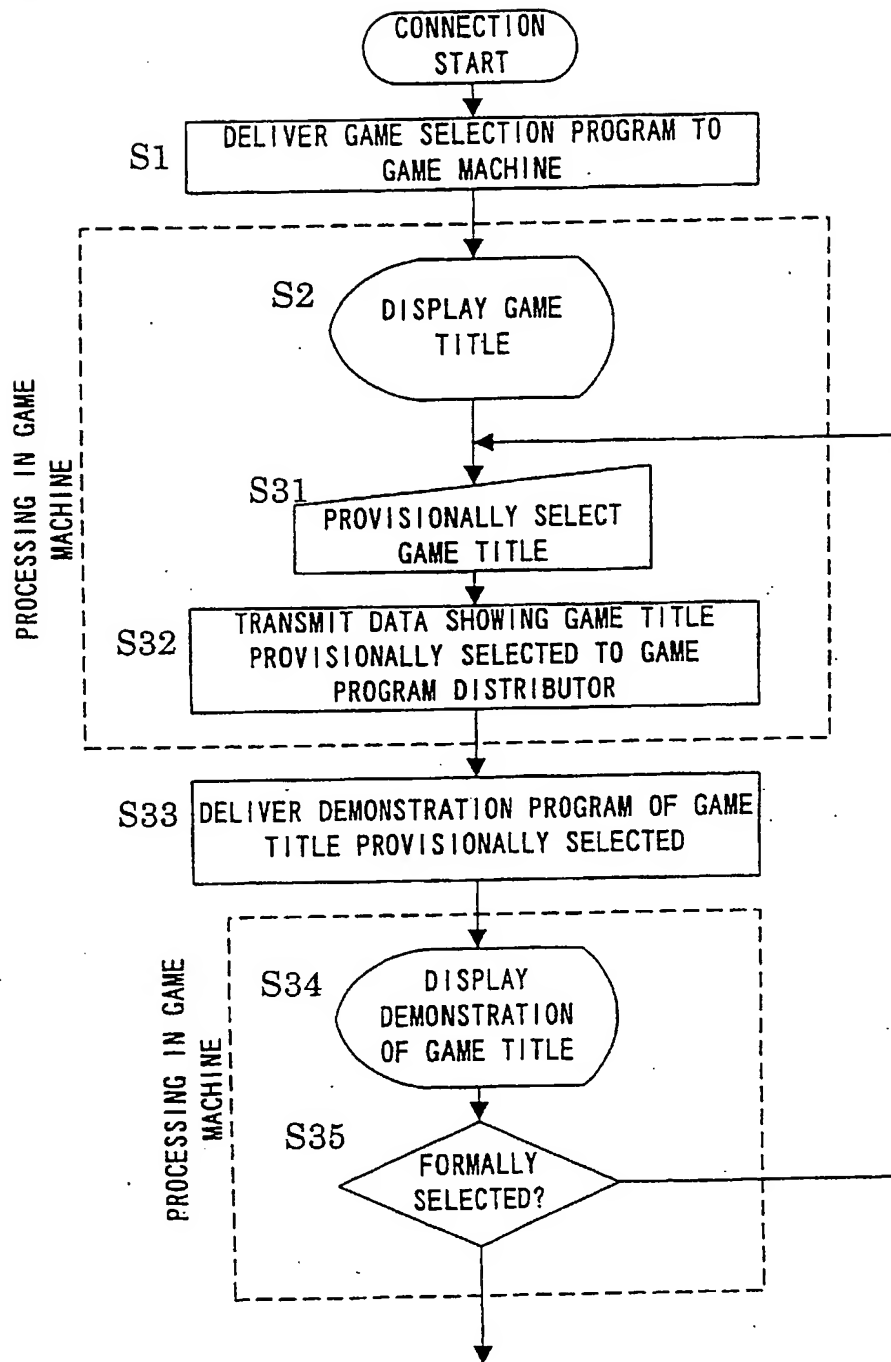 CONNECTION
START
S1
DELIVER GAME SELECTION PROGRAM TO
GAME MACHINE
PROCESSING IN GAME
MACHINE
S2
DISPLAY GAME
TITLE
S31
PROVISIONALLY SELECT
GAME TITLE
S32
TRANSMIT DATA SHOWING GAME TITLE
PROVISIONALLY SELECTED TO GAME
PROGRAM DISTRIBUTOR
S33
DELIVER DEMONSTRATION PROGRAM OF GAME
TITLE PROVISIONALLY SELECTED
PROCESSING IN GAME
MACHINE
S34
DISPLAY
DEMONSTRATION
OF GAME TITLE
S35
FORMALLY
SELECTED?